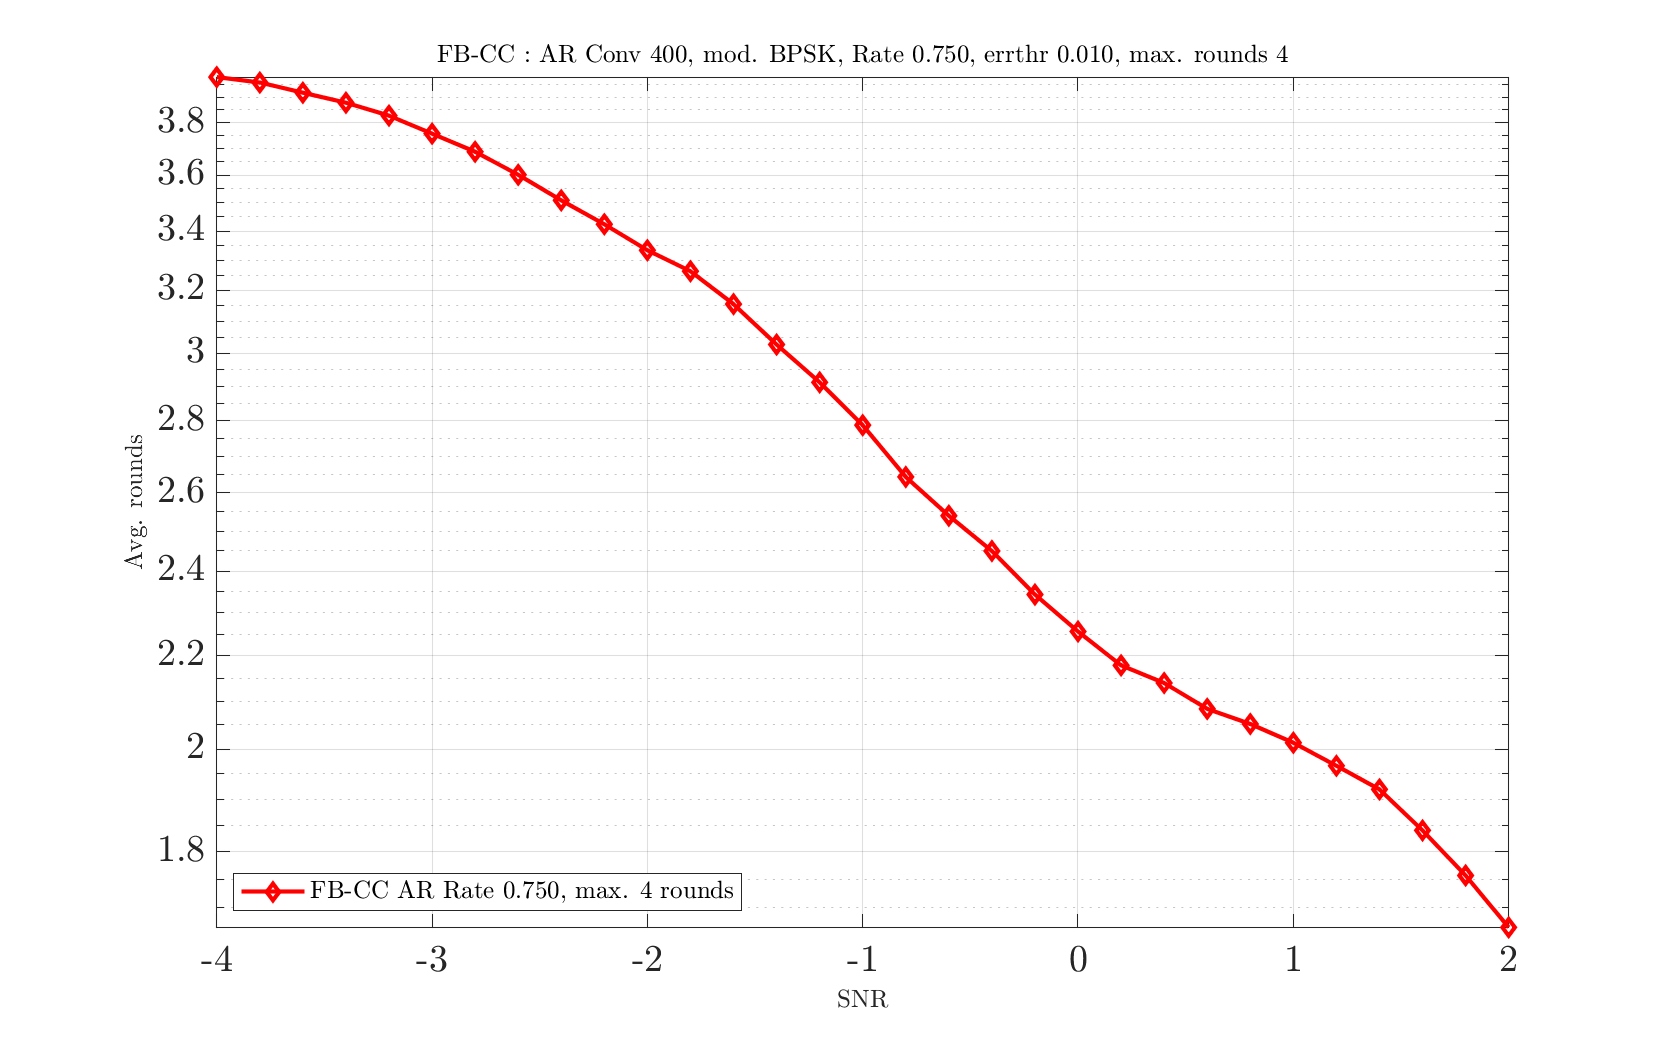 FB-CC : AR Conv 400, mod. BPSK, Rate 0.750, errthr 0.010, max. rounds 4
3.8
3.6
3.4
3.2
3
2.8
2.6
2.4
2.2
2
1.8
Avg. rounds
FB-CC AR Rate 0.750, max. 4 rounds
-4 -3 -2 -1 0 1 2
SNR